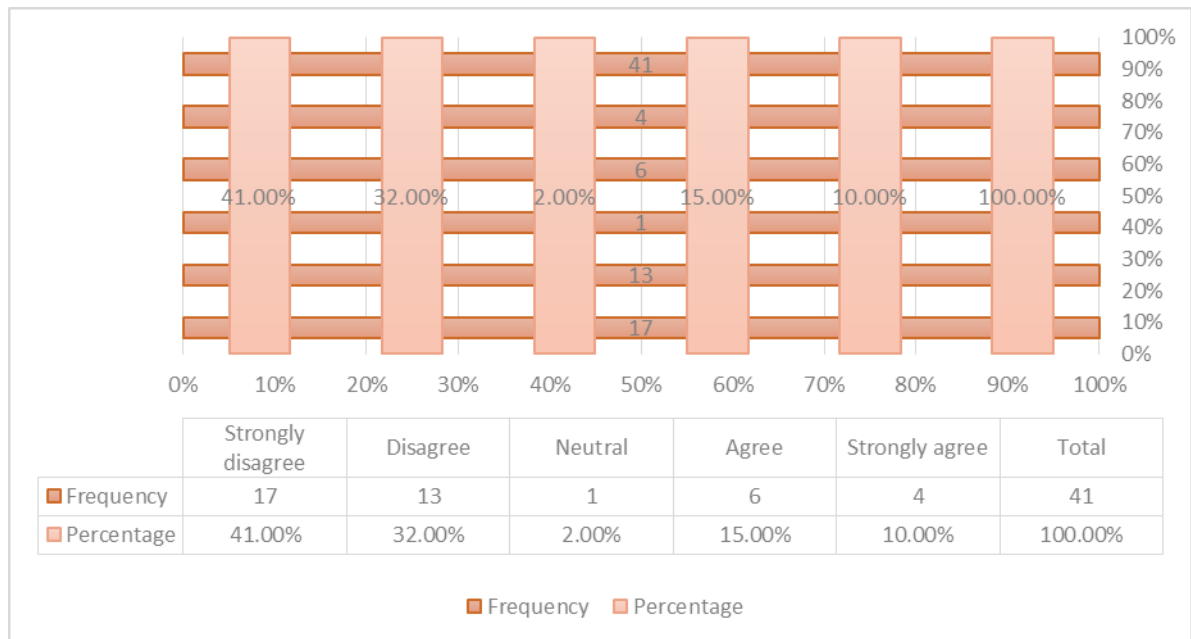 100%
41
90%
80%
4
70%
6
60%
41.00% 32.00% 2.00% 15.00% 10.00% 100.00%
50%
1
40%
30%
13
20%
17
10%
0%
0% 10% 20% 30% 40% 50% 60% 70% 80% 90% 100%
Strongly disagree Disagree Neutral Agree Strongly agree Total
Frequency 17 13 1 6 4 41
Percentage 41.00% 32.00% 2.00% 15.00% 10.00% 100.00%
Frequency Percentage